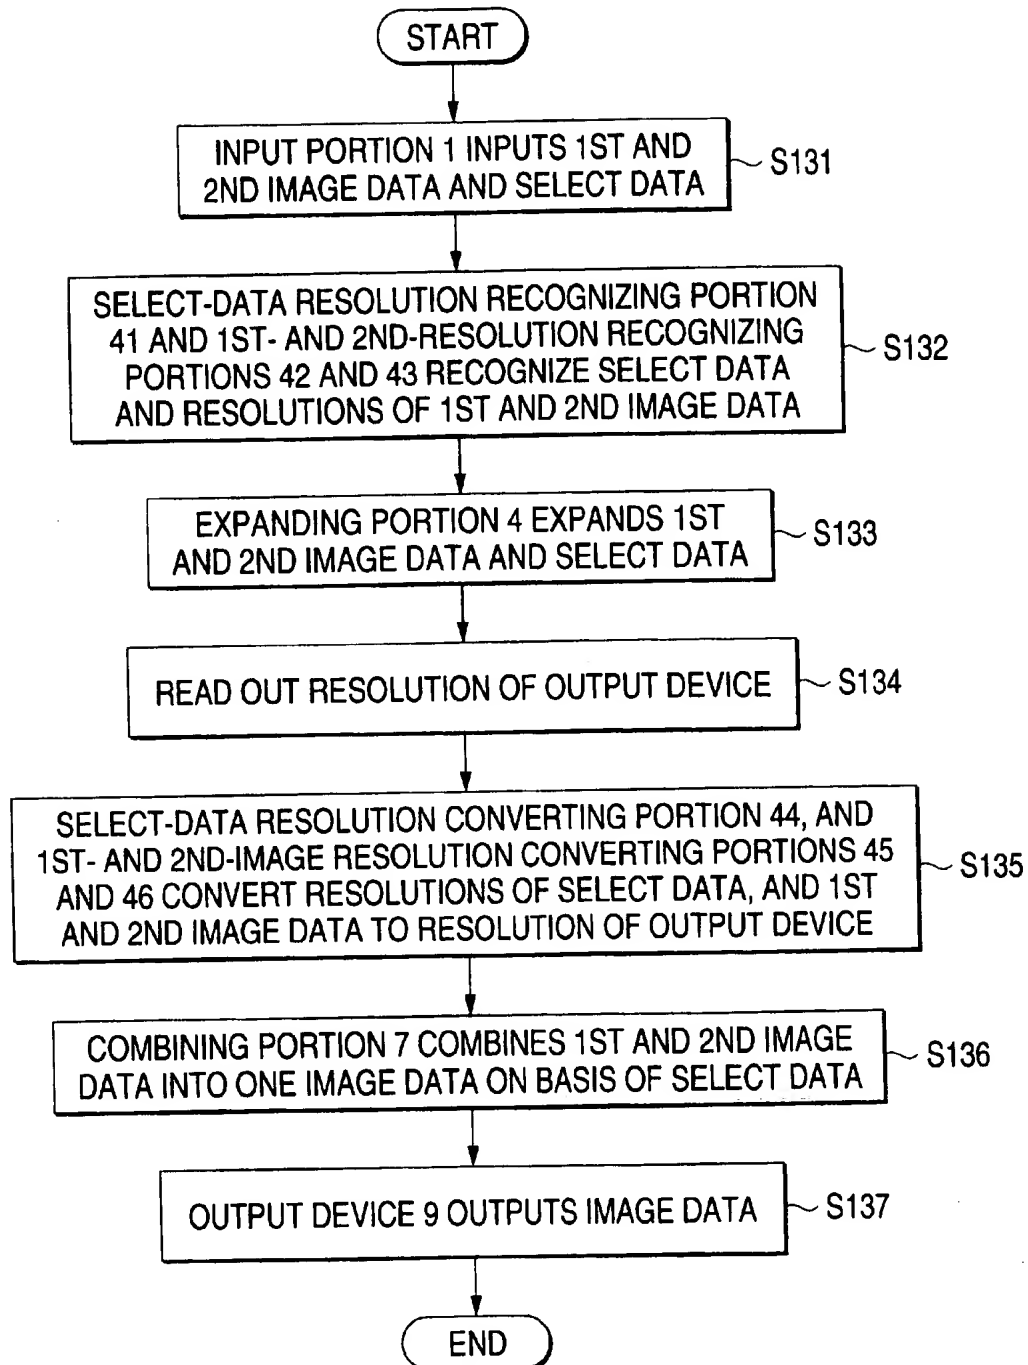 START
INPUT PORTION 1 INPUTS 1ST AND
2ND IMAGE DATA AND SELECT DATA
S131
SELECT-DATA RESOLUTION RECOGNIZING PORTION
41 AND 1ST- AND 2ND-RESOLUTION RECOGNIZING
PORTIONS 42 AND 43 RECOGNIZE SELECT DATA
AND RESOLUTIONS OF 1ST AND 2ND IMAGE DATA
S132
EXPANDING PORTION 4 EXPANDS 1ST
AND 2ND IMAGE DATA AND SELECT DATA
S133
READ OUT RESOLUTION OF OUTPUT DEVICE
S134
SELECT-DATA RESOLUTION CONVERTING PORTION 44, AND
1ST- AND 2ND-IMAGE RESOLUTION CONVERTING PORTIONS 45
AND 46 CONVERT RESOLUTIONS OF SELECT DATA, AND 1ST
AND 2ND IMAGE DATA TO RESOLUTION OF OUTPUT DEVICE
S135
COMBINING PORTION 7 COMBINES 1ST AND 2ND IMAGE
DATA INTO ONE IMAGE DATA ON BASIS OF SELECT DATA
S136
OUTPUT DEVICE 9 OUTPUTS IMAGE DATA
S137
END